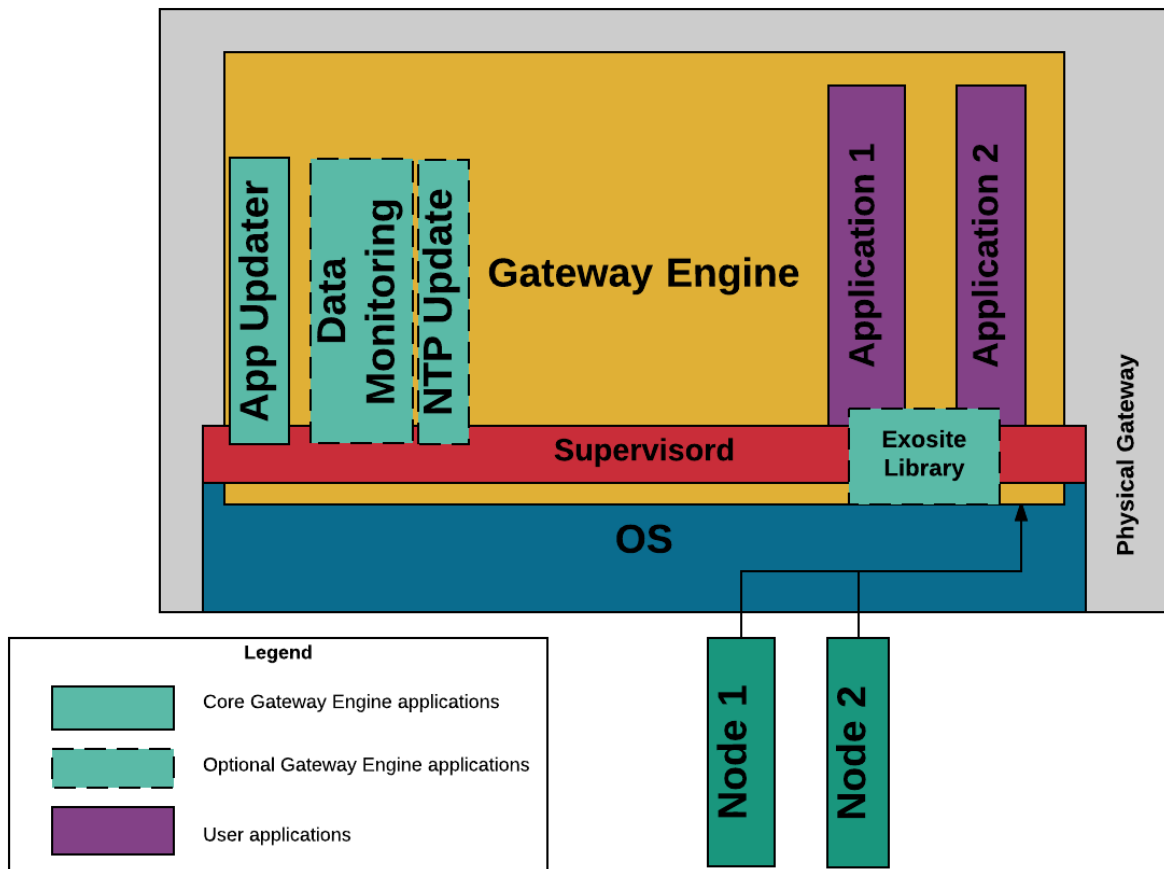 App Updater
Data
Monitoring
NTP Update
Gateway Engine
Application 1
Application 2
Supervisord
Exosite
Library
Physical Gateway
OS
Node 1
Node 2
Legend
Core Gateway Engine applications
Optional Gateway Engine applications
User applications